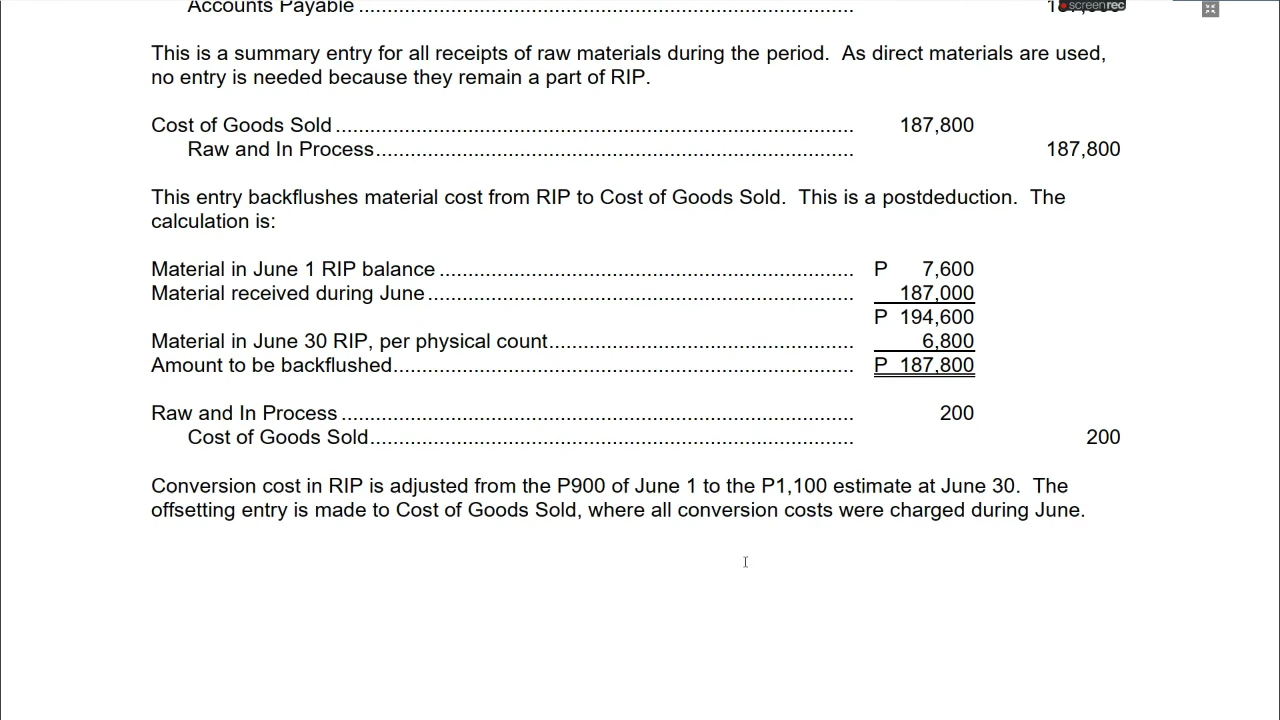 Accounts Payable ...................................................................................
screenrec
This is a summary entry for all receipts of raw materials during the period. As direct materials are used,
no entry is needed because they remain a part of RIP.
Cost of Goods Sold ......................................................................................... 187,800
Raw and In Process................................................................................... 187,800
This entry backflushes material cost from RIP to Cost of Goods Sold. This is a postdeduction. The
calculation is:
Material in June 1 RIP balance ....................................................................... P 7,600
Material received during June ......................................................................... 187,000
P 194,600
Material in June 30 RIP, per physical count..................................................... 6,800
Amount to be backflushed............................................................................... P 187,800
Raw and In Process ........................................................................................ 200
Cost of Goods Sold................................................................................... 200
Conversion cost in RIP is adjusted from the P900 of June 1 to the P1,100 estimate at June 30. The
offsetting entry is made to Cost of Goods Sold, where all conversion costs were charged during June.